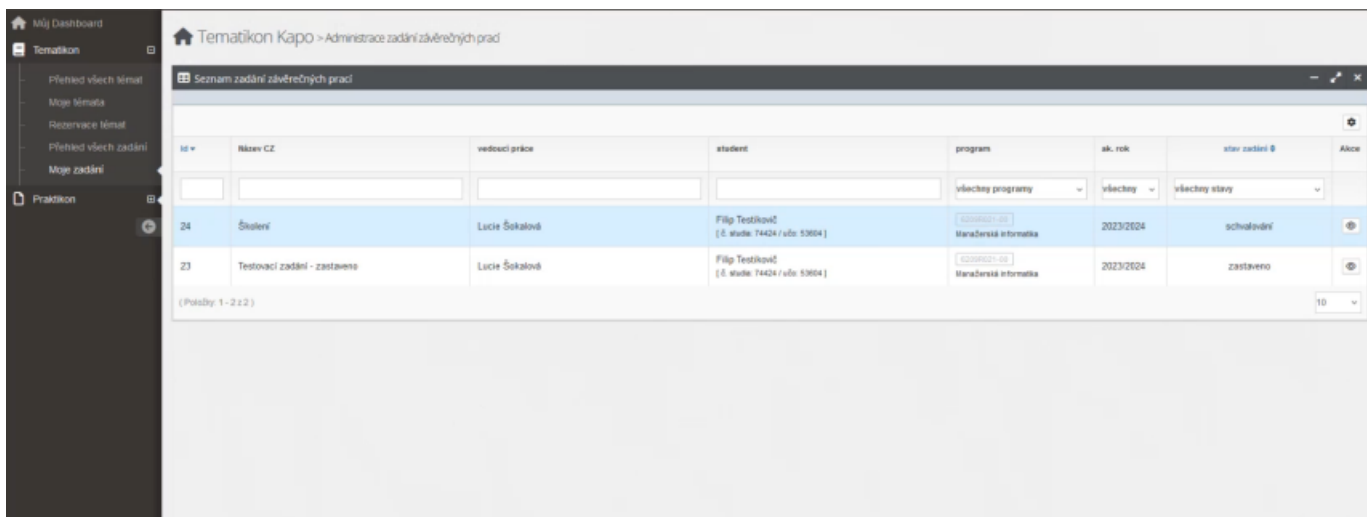 Můj Dashboard
Tematikon
Přehled všech témat
Moje témata
Rezervace témat
Přehled všech zadání
Moje zadání
Praktikon
Tematikon Kapo > Administrace zadání závěrečných prací
Seznam zadání závěrečných prací
Id Název CZ vedoucí práce student program ak. rok stav zadání Akce
všechny programy všechny všechny stavy
24 Školení Lucie Šokalová Filip Testikovič 2023/2024 schvalování
[ č. studie: 74424 / učo: 53604 ] Manažerská informatika
23 Testovací zadání - zastaveno Lucie Šokalová Filip Testikovič 2023/2024 zastaveno
[ č. studie: 74424 / učo: 53604 ] Manažerská informatika
( Položky: 1 - 2 z 2 ) 10